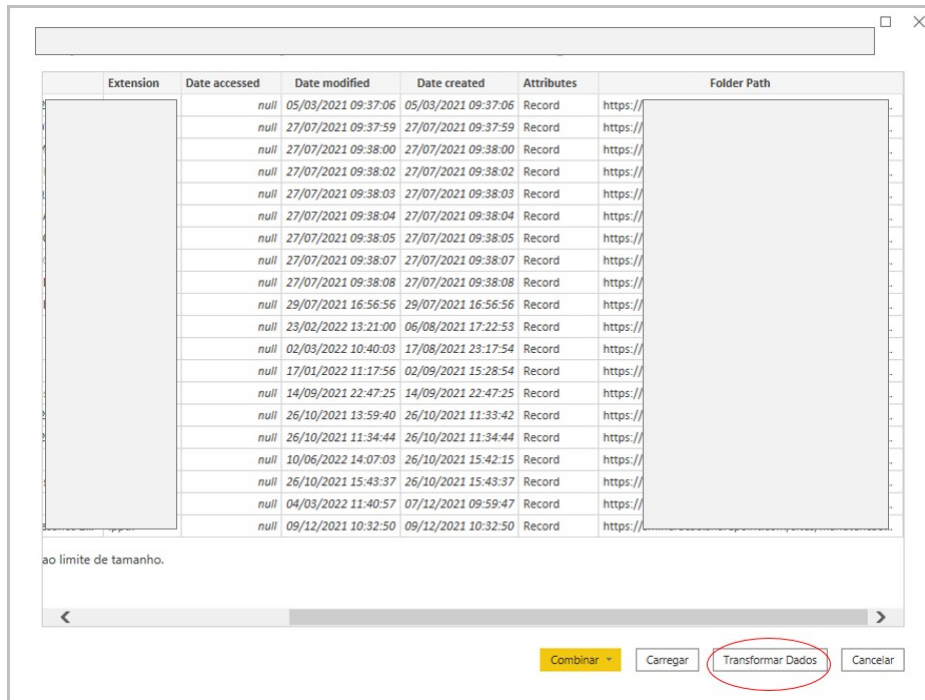 Extension Date accessed Date modified Date created Attributes Folder Path
null 05/03/2021 09:37:06 05/03/2021 09:37:06 Record https://
null 27/07/2021 09:37:59 27/07/2021 09:37:59 Record https://
null 27/07/2021 09:38:00 27/07/2021 09:38:00 Record https://
null 27/07/2021 09:38:02 27/07/2021 09:38:02 Record https://
null 27/07/2021 09:38:03 27/07/2021 09:38:03 Record https://
null 27/07/2021 09:38:04 27/07/2021 09:38:04 Record https://
null 27/07/2021 09:38:05 27/07/2021 09:38:05 Record https://
null 27/07/2021 09:38:07 27/07/2021 09:38:07 Record https://
null 27/07/2021 09:38:08 27/07/2021 09:38:08 Record https://
null 29/07/2021 16:56:56 29/07/2021 16:56:56 Record https://
null 23/02/2022 13:21:00 06/08/2021 17:22:53 Record https://
null 02/03/2022 10:40:03 17/08/2021 23:17:54 Record https://
null 17/01/2022 11:17:56 02/09/2021 15:28:54 Record https://
null 14/09/2021 22:47:25 14/09/2021 22:47:25 Record https://
null 26/10/2021 13:59:40 26/10/2021 11:33:42 Record https://
null 26/10/2021 11:34:44 26/10/2021 11:34:44 Record https://
null 10/06/2022 14:07:03 26/10/2021 15:42:15 Record https://
null 26/10/2021 15:43:37 26/10/2021 15:43:37 Record https://
null 04/03/2022 11:40:57 07/12/2021 09:59:47 Record https://
null 09/12/2021 10:32:50 09/12/2021 10:32:50 Record https://
ao limite de tamanho.
Combinar Carregar Transformar Dados Cancelar